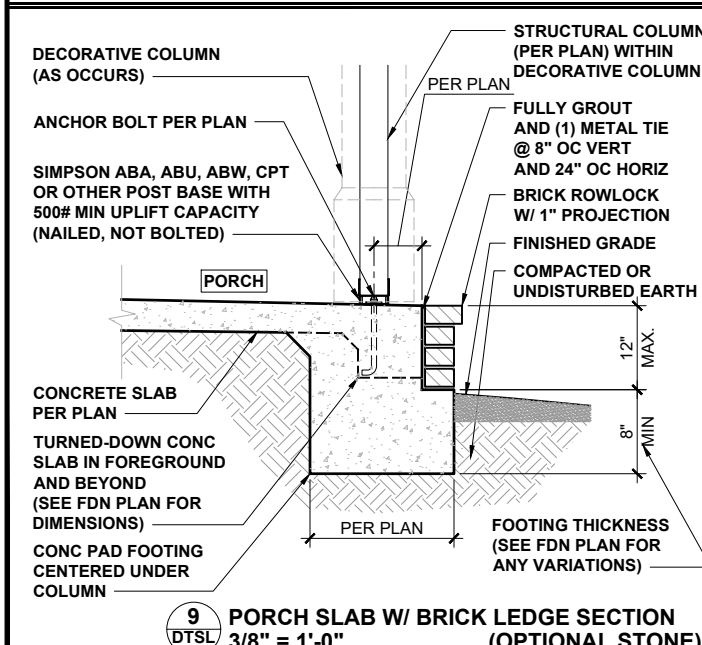 DECORATIVE COLUMN
(AS OCCURS)
ANCHOR BOLT PER PLAN
SIMPSON ABA, ABU, ABW, CPT
OR OTHER POST BASE WITH
500# MIN UPLIFT CAPACITY
(NAILED, NOT BOLTED)
PORCH
CONCRETE SLAB
PER PLAN
TURNED-DOWN CONC
SLAB IN FOREGROUND
AND BEYOND
(SEE FDN PLAN FOR
DIMENSIONS)
CONC PAD FOOTING
CENTERED UNDER
COLUMN
PER PLAN
PER PLAN
STRUCTURAL COLUMN
(PER PLAN) WITHIN
DECORATIVE COLUMN
FULLY GROUT
AND (1) METAL TIE
@ 8" OC VERT
AND 24" OC HORIZ
BRICK ROWLOCK
W/ 1" PROJECTION
FINISHED GRADE
COMPACTED OR
UNDISTURBED EARTH
12"
MAX.
8"
MIN
FOOTING THICKNESS
(SEE FDN PLAN FOR
ANY VARIATIONS)
9
DTSL
PORCH SLAB W/ BRICK LEDGE SECTION
3/8" = 1'-0" (OPTIONAL STONE)